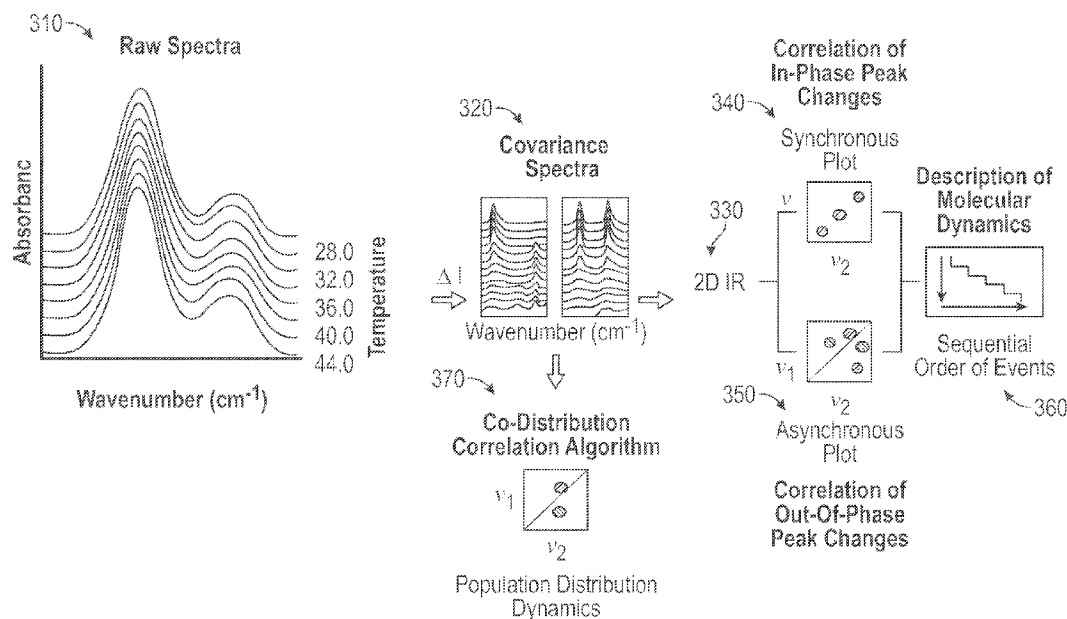 310
Raw Spectra
Absorbanc
28.0
32.0
36.0
40.0
44.0
Temperature
Wavenumber (cm-1)
320
Covariance
Spectra
Δ I
Wavenumber (cm-1)
330
2D IR
Correlation of
In-Phase Peak
Changes
340
Synchronous
Plot
ν
ν2
ν1
ν2
350
Asynchronous
Plot
Correlation of
Out-Of-Phase
Peak Changes
Description of
Molecular
Dynamics
Sequential
Order of Events
360
370
Co-Distribution
Correlation Algorithm
ν1
ν2
Population Distribution
Dynamics